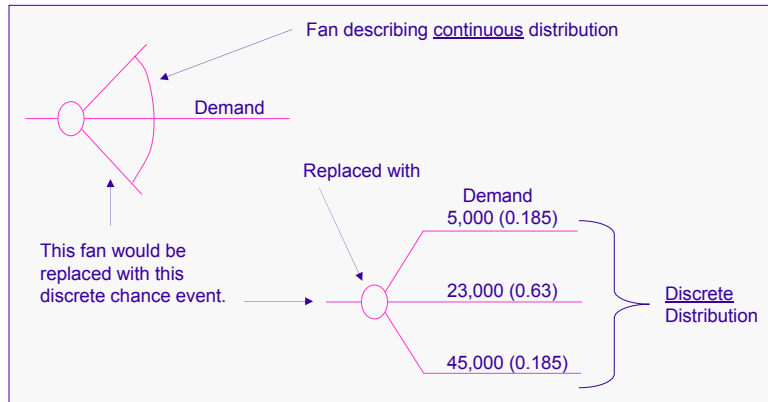 Fan describing continuous distribution
Demand
Replaced with
Demand
5,000 (0.185)
This fan would be
replaced with this
discrete chance event.
23,000 (0.63)
Discrete
Distribution
45,000 (0.185)